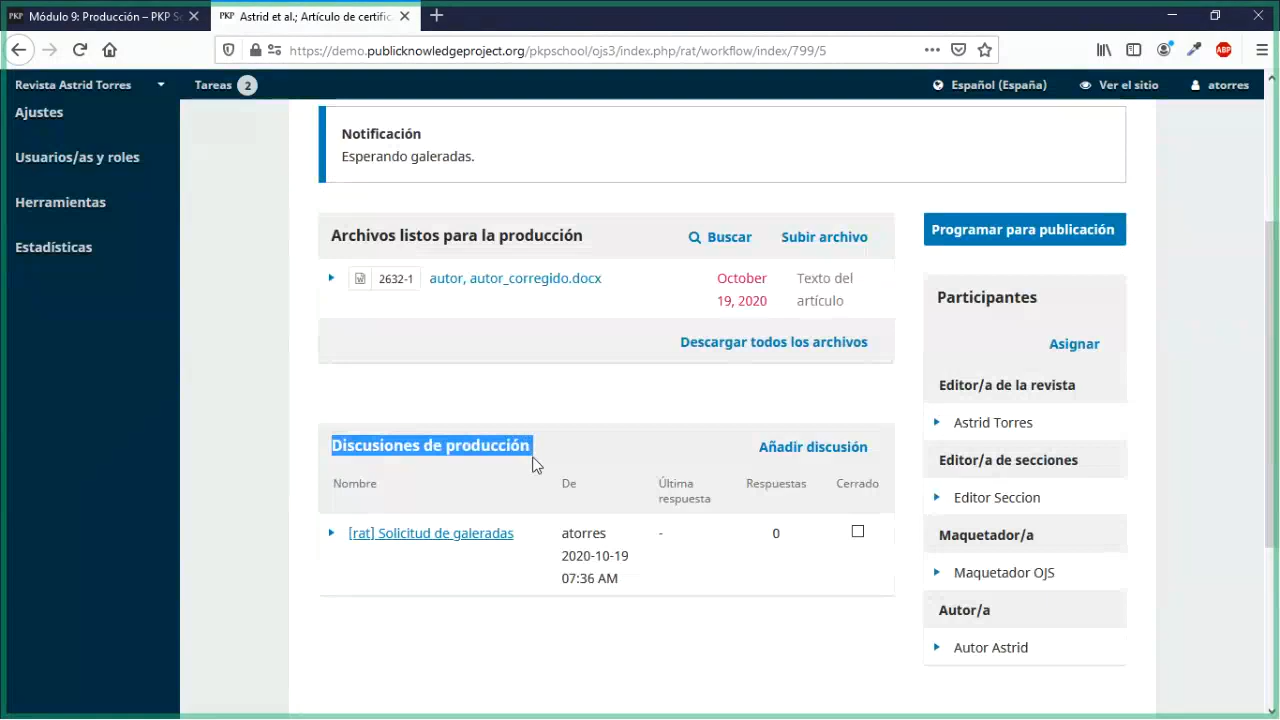 Módulo 9: Producción – PKP Sc
Astrid et al.; Artículo de certific
https://demo.publicknowledgeproject.org/pkpschool/ojs3/index.php/rat/workflow/index/799/5
ABP
Revista Astrid Torres
Tareas 2
Español (España)
Ver el sitio
atorres
Ajustes
Usuarios/as y roles
Herramientas
Estadísticas
Notificación
Esperando galeradas.
Archivos listos para la producción
Buscar
Subir archivo
2632-1
autor, autor_corregido.docx
October
19, 2020
Texto del
artículo
Descargar todos los archivos
Discusiones de producción
Añadir discusión
Nombre
De
Última
respuesta
Respuestas
Cerrado
[rat] Solicitud de galeradas
atorres
2020-10-19
07:36 AM
-
0
Programar para publicación
Participantes
Asignar
Editor/a de la revista
Astrid Torres
Editor/a de secciones
Editor Seccion
Maquetador/a
Maquetador OJS
Autor/a
Autor Astrid